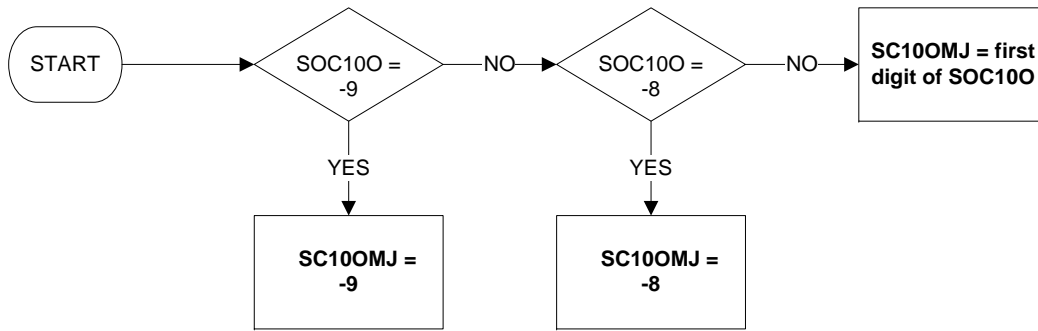 START
SOC10O =
-9
NO
SOC10O =
-8
NO
SC10OMJ = first
digit of SOC10O
YES
YES
SC10OMJ =
-9
SC10OMJ =
-8